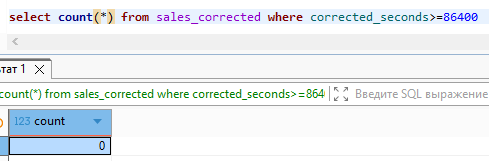 select count(*) from sales_corrected where corrected_seconds>=86400
тат 1
count(*) from sales_corrected where corrected_seconds>=864
Введите SQL выражение
123 count
0